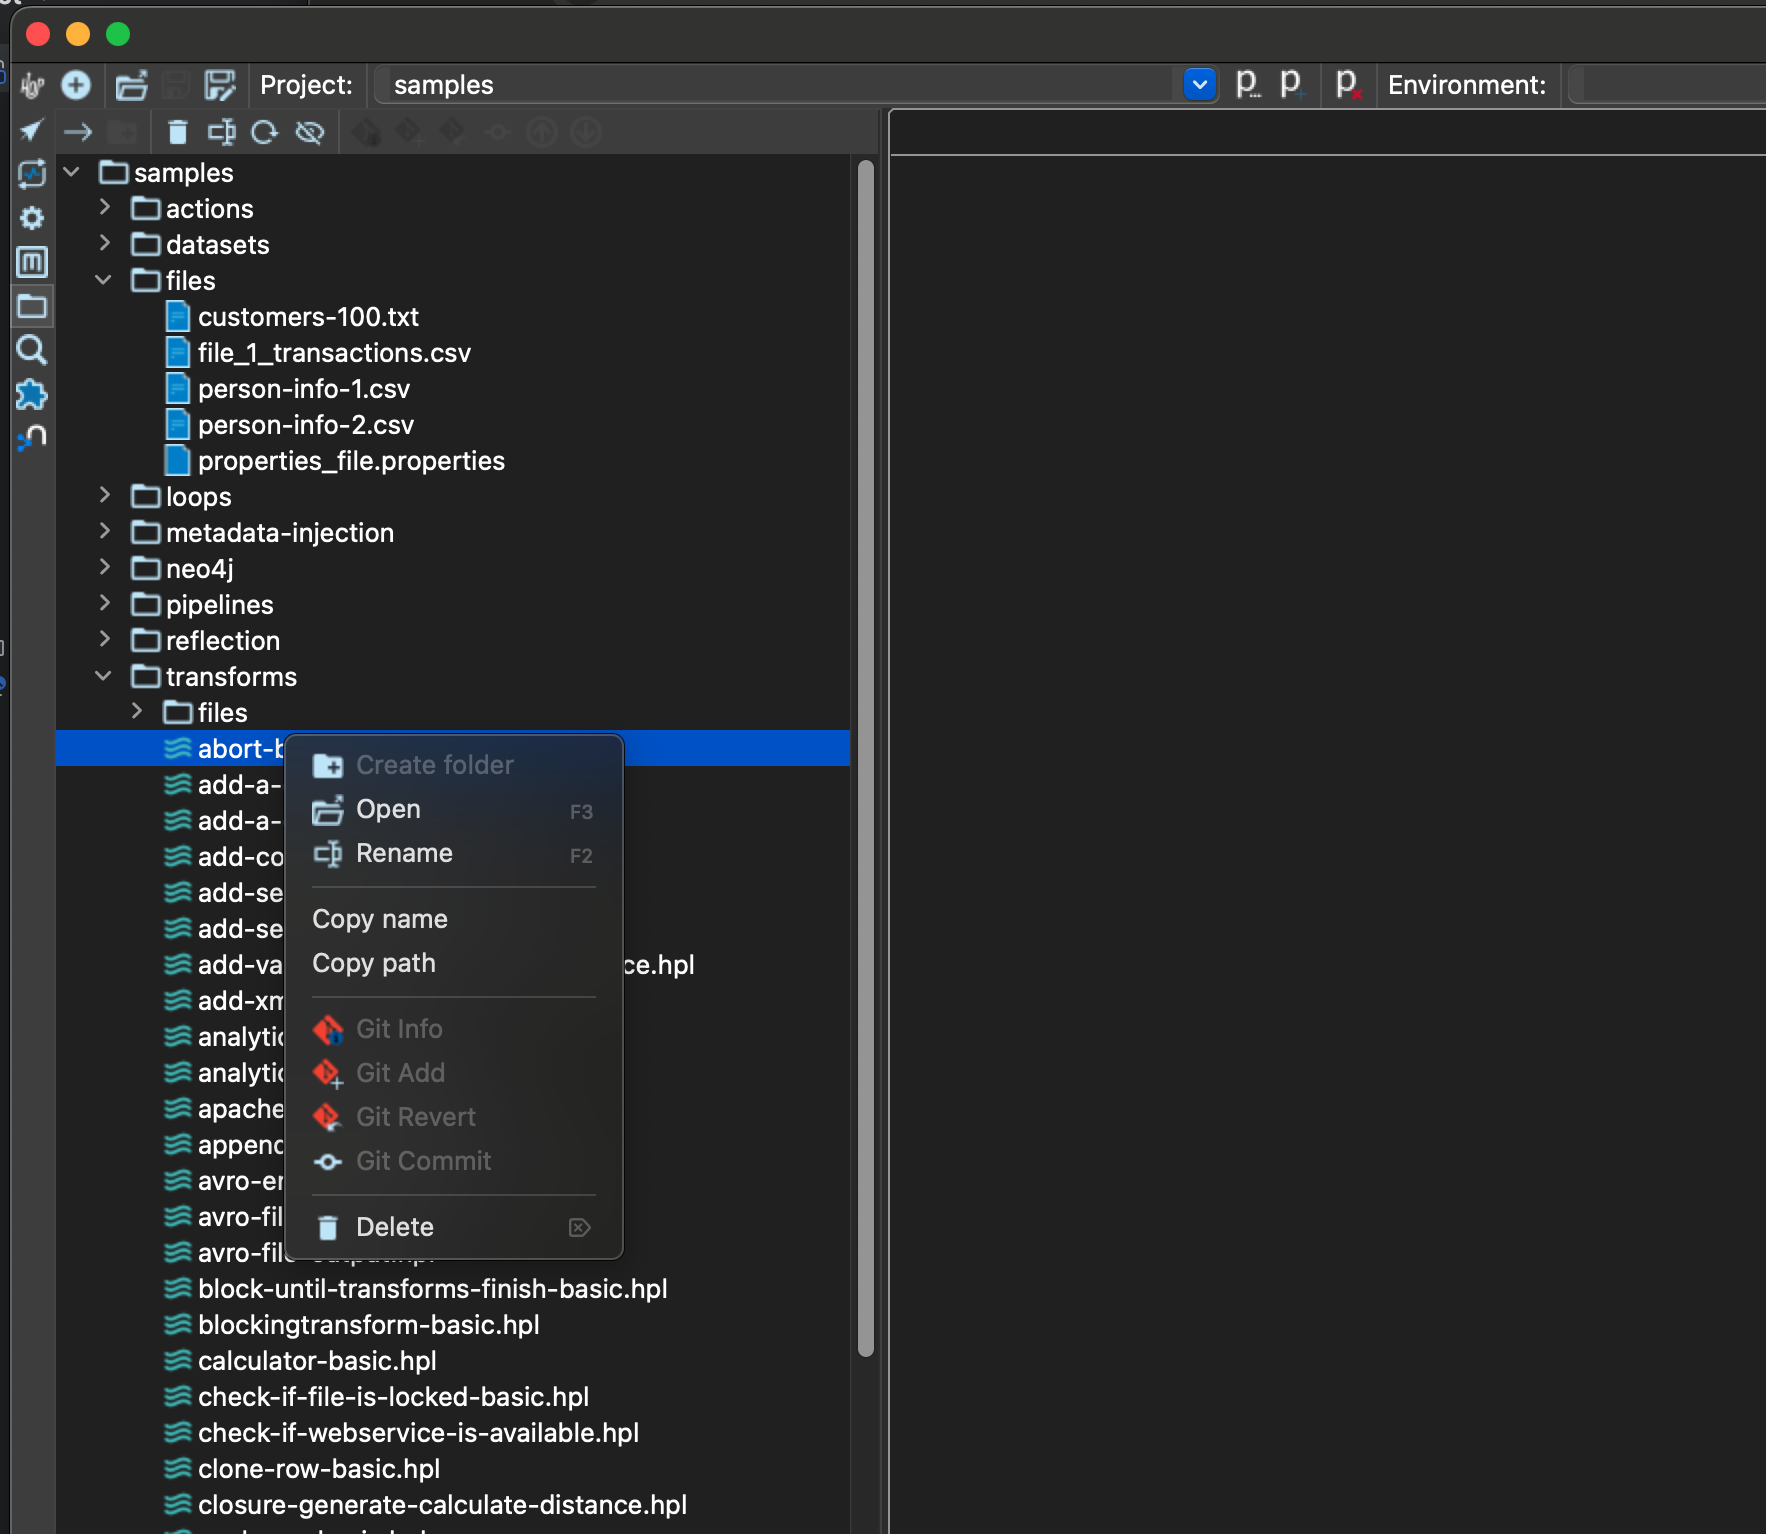 Project: samples Environment:
samples
actions
datasets
files
customers-100.txt
file_1_transactions.csv
person-info-1.csv
person-info-2.csv
properties_file.properties
loops
metadata-injection
neo4j
pipelines
reflection
transforms
files
abort-b
Create folder
Open F3
Rename F2
Copy name
Copy path
Git Info
Git Add
Git Revert
Git Commit
Delete
add-a-
add-a-
add-co
add-se
add-se
add-va ce.hpl
add-xm
analytic
analytic
apache
append
avro-en
avro-fil
avro-file-output.hpl
block-until-transforms-finish-basic.hpl
blockingtransform-basic.hpl
calculator-basic.hpl
check-if-file-is-locked-basic.hpl
check-if-webservice-is-available.hpl
clone-row-basic.hpl
closure-generate-calculate-distance.hpl